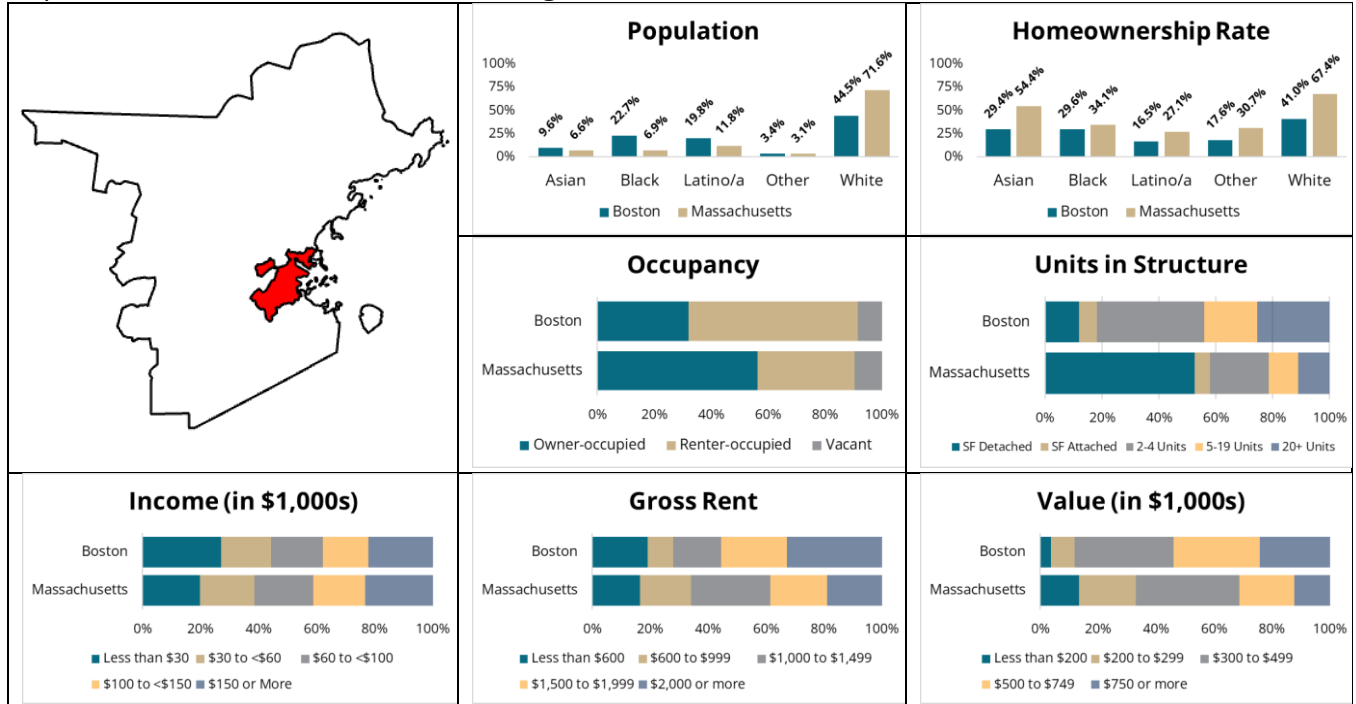 Population
100%
75%
50%
25%
0%
9.6% 6.6% 22.7% 6.9% 19.8% 11.8% 3.4% 3.1% 44.5% 71.6%
Asian Black Latino/a Other White
Boston Massachusetts
Homeownership Rate
100%
75%
50%
25%
0%
29.4% 54.4% 29.6% 34.1% 16.5% 27.1% 17.6% 30.7% 41.0% 67.4%
Asian Black Latino/a Other White
Boston Massachusetts
Occupancy
Boston
Massachusetts
0% 20% 40% 60% 80% 100%
Owner-occupied Renter-occupied Vacant
Units in Structure
Boston
Massachusetts
0% 20% 40% 60% 80% 100%
SF Detached SF Attached 2-4 Units 5-19 Units 20+ Units
Income (in $1,000s)
Boston
Massachusetts
0% 20% 40% 60% 80% 100%
Less than $30 $30 to <$60 $60 to <$100
$100 to <$150 $150 or More
Gross Rent
Boston
Massachusetts
0% 20% 40% 60% 80% 100%
Less than $600 $600 to $999 $1,000 to $1,499
$1,500 to $1,999 $2,000 or more
Value (in $1,000s)
Boston
Massachusetts
0% 20% 40% 60% 80% 100%
Less than $200 $200 to $299 $300 to $499
$500 to $749 $750 or more